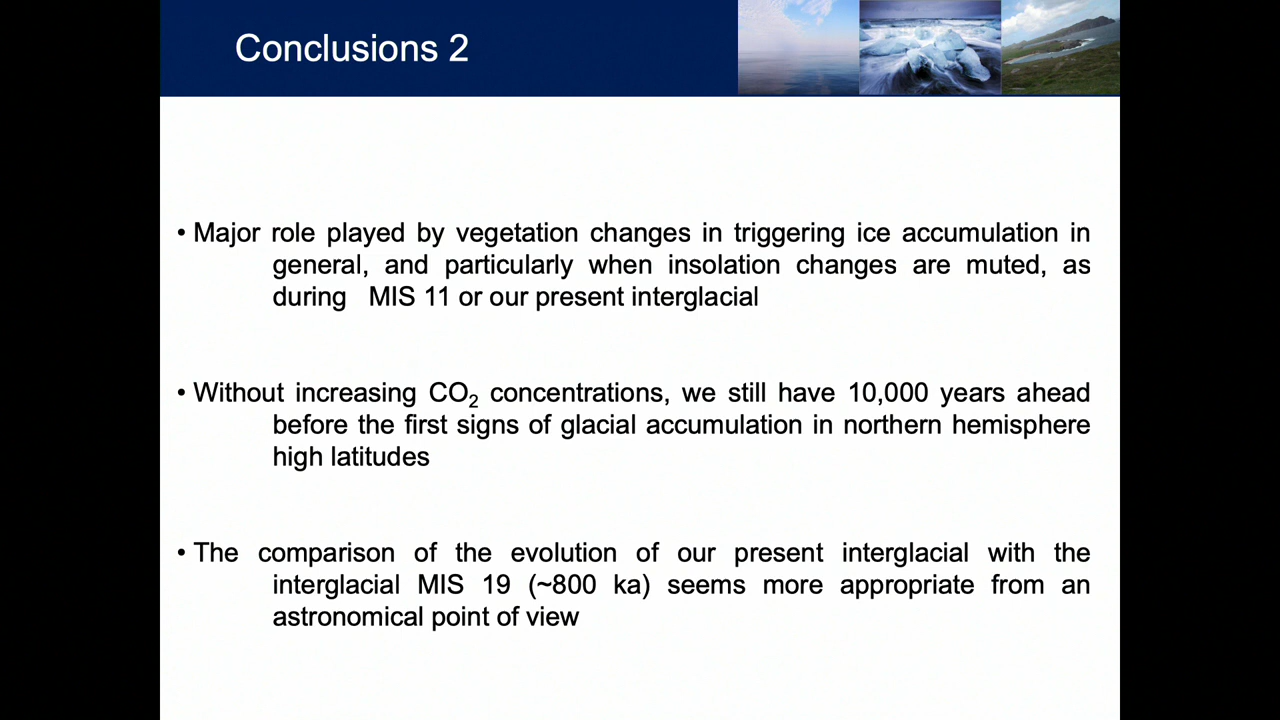 Conclusions 2
• Major role played by vegetation changes in triggering ice accumulation in
general, and particularly when insolation changes are muted, as
during MIS 11 or our present interglacial
• Without increasing CO₂ concentrations, we still have 10,000 years ahead
before the first signs of glacial accumulation in northern hemisphere
high latitudes
• The comparison of the evolution of our present interglacial with the
interglacial MIS 19 (~800 ka) seems more appropriate from an
astronomical point of view